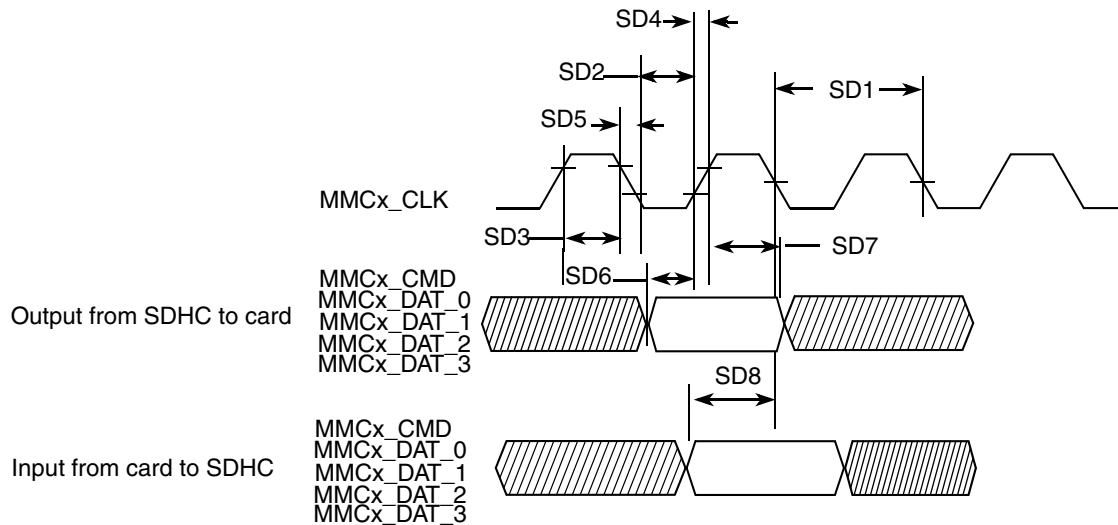 SD4
SD2
SD1
SD5
MMCx_CLK
SD3
SD7
SD6
MMCx_CMD
MMCx_DAT_0
Output from SDHC to card
MMCx_DAT_1
MMCx_DAT_2
MMCx_DAT_3
SD8
MMCx_CMD
MMCx_DAT_0
Input from card to SDHC
MMCx_DAT_1
MMCx_DAT_2
MMCx_DAT_3